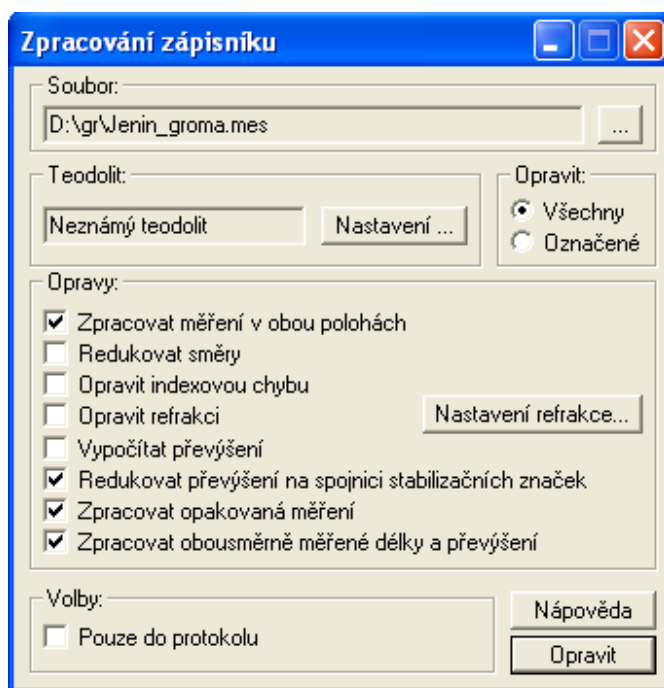 Zpracování zápisníku
Soubor:
D:\gr\Jenin_groma.mes
...
Teodolit:
Neznámý teodolit
Nastavení ...
Opravit:
Všechny
Označené
Opravy:
Zpracovat měření v obou polohách
Redukovat směry
Opravit indexovou chybu
Opravit refrakci
Nastavení refrakce...
Vypočítat převýšení
Redukovat převýšení na spojnici stabilizačních značek
Zpracovat opakovaná měření
Zpracovat obousměrně měřené délky a převýšení
Volby:
Pouze do protokolu
Nápověda
Opravit